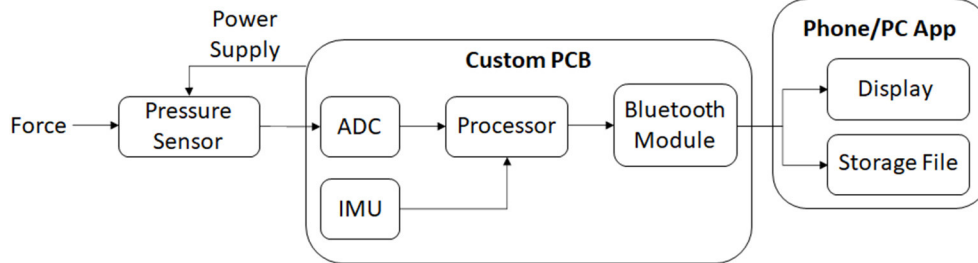 Power
Supply
Custom PCB
Phone/PC App
Force
Pressure
Sensor
ADC
Processor
Bluetooth
Module
Display
Storage File
IMU